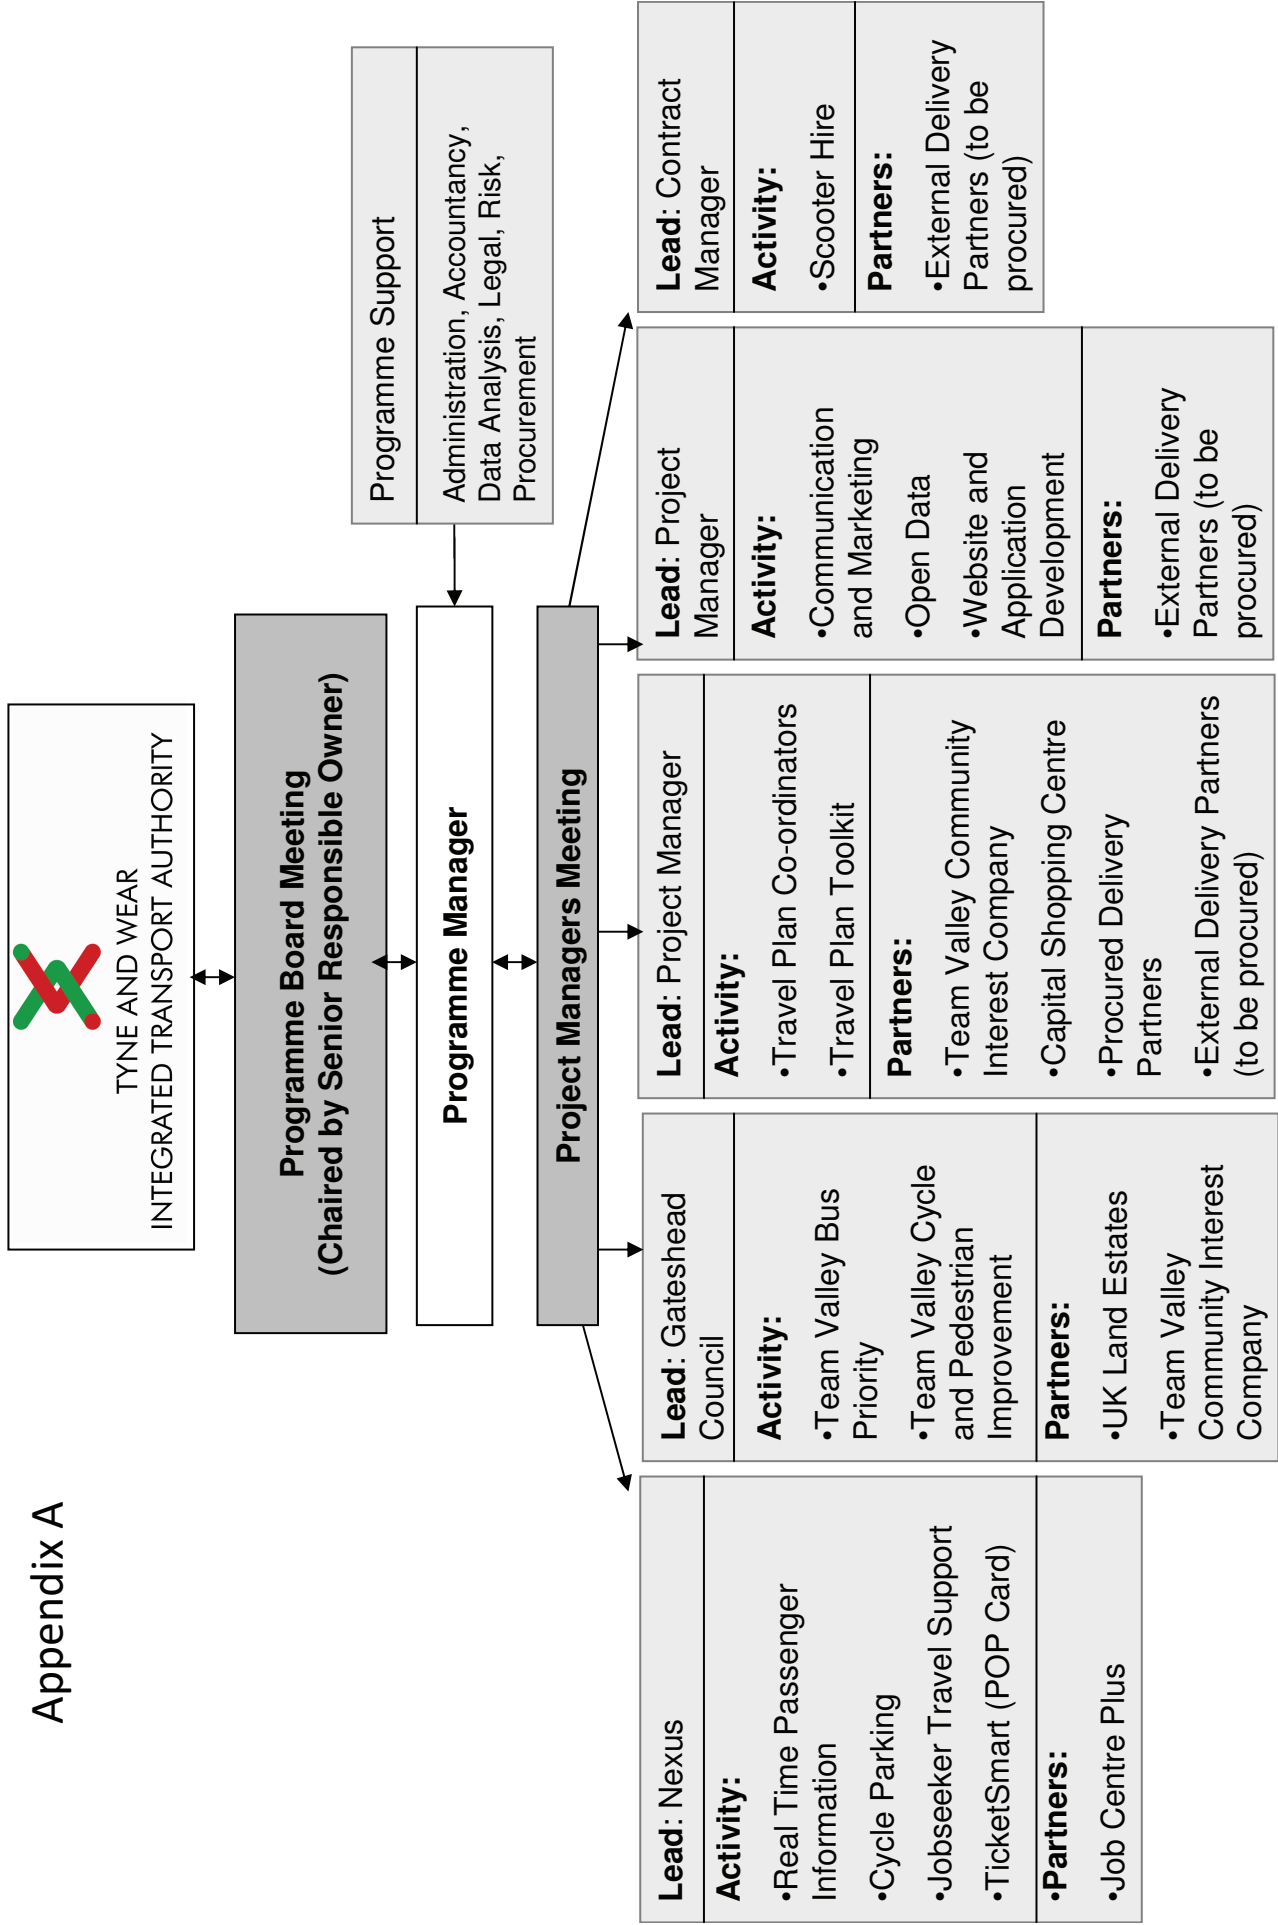 Appendix A
TYNE AND WEAR
INTEGRATED TRANSPORT AUTHORITY
Programme Board Meeting
(Chaired by Senior Responsible Owner)
Programme Manager
Programme Support
Administration, Accountancy,
Data Analysis, Legal, Risk,
Procurement
Project Managers Meeting
Lead: Nexus
Activity:
•Real Time Passenger
Information
•Cycle Parking
•Jobseeker Travel Support
•TicketSmart (POP Card)
•Partners:
•Job Centre Plus
Lead: Gateshead
Council
Activity:
•Team Valley Bus
Priority
•Team Valley Cycle
and Pedestrian
Improvement
Partners:
•UK Land Estates
•Team Valley
Community Interest
Company
Lead: Project Manager
Activity:
•Travel Plan Co-ordinators
•Travel Plan Toolkit
Partners:
•Team Valley Community
Interest Company
•Capital Shopping Centre
•Procured Delivery
Partners
•External Delivery Partners
(to be procured)
Lead: Project
Manager
Activity:
•Communication
and Marketing
•Open Data
•Website and
Application
Development
Partners:
•External Delivery
Partners (to be
procured)
Lead: Contract
Manager
Activity:
•Scooter Hire
Partners:
•External Delivery
Partners (to be
procured)